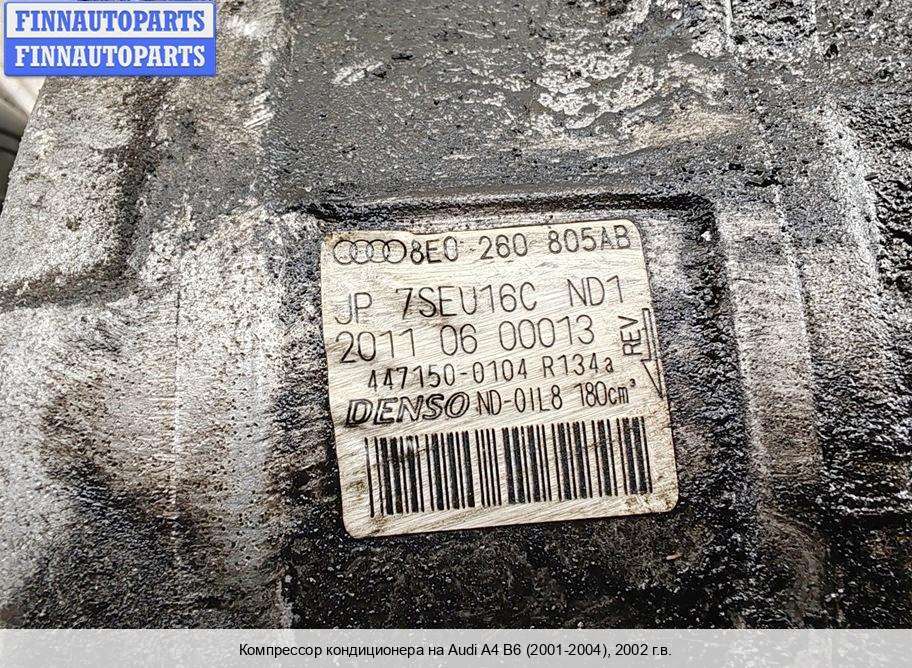 FINNAUTOPARTS
FINNAUTOPARTS
8E0 260 805AB
JP 7SEU16C ND1
2011 06 00013
REV
447150-0104 R134a
DENSO ND-OIL8 180cm³
Компрессор кондиционера на Audi A4 B6 (2001-2004), 2002 г.в.